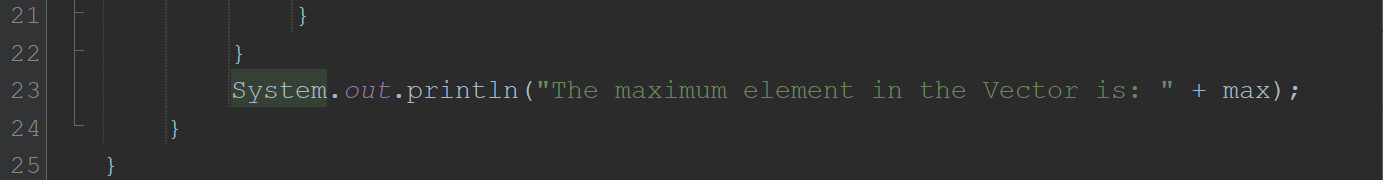 21 }
22 }
23 System.out.println("The maximum element in the Vector is: " + max);
24 }
25 }